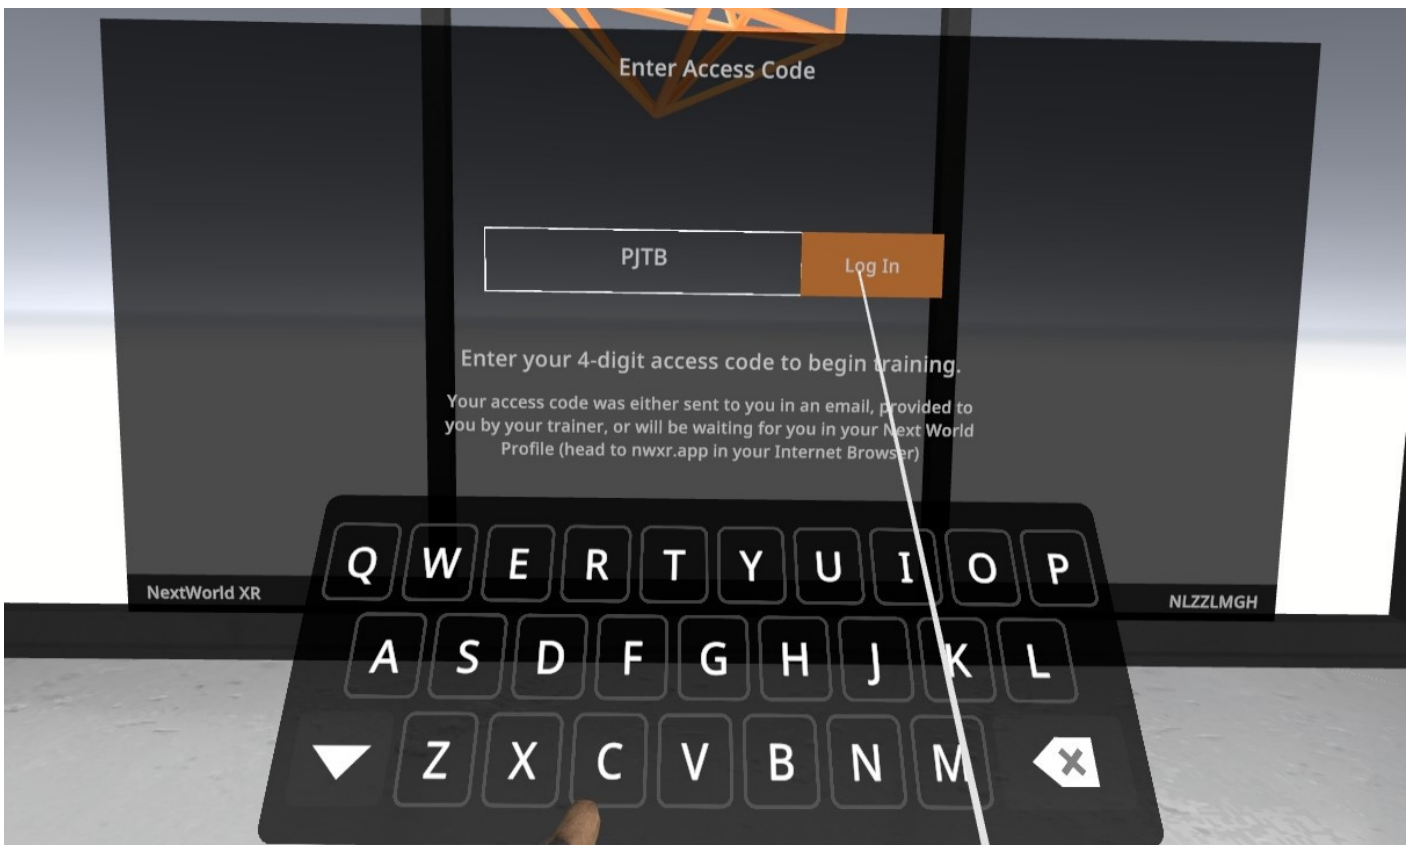 Enter Access Code
PJTB
Log In
Enter your 4-digit access code to begin training.
Your access code was either sent to you in an email, provided to
you by your trainer, or will be waiting for you in your Next World
Profile (head to nwxr.app in your Internet Browser)
NextWorld XR
NLZZLMGH
Q W E R T Y U I O P
A S D F G H J K L
Z X C V B N M